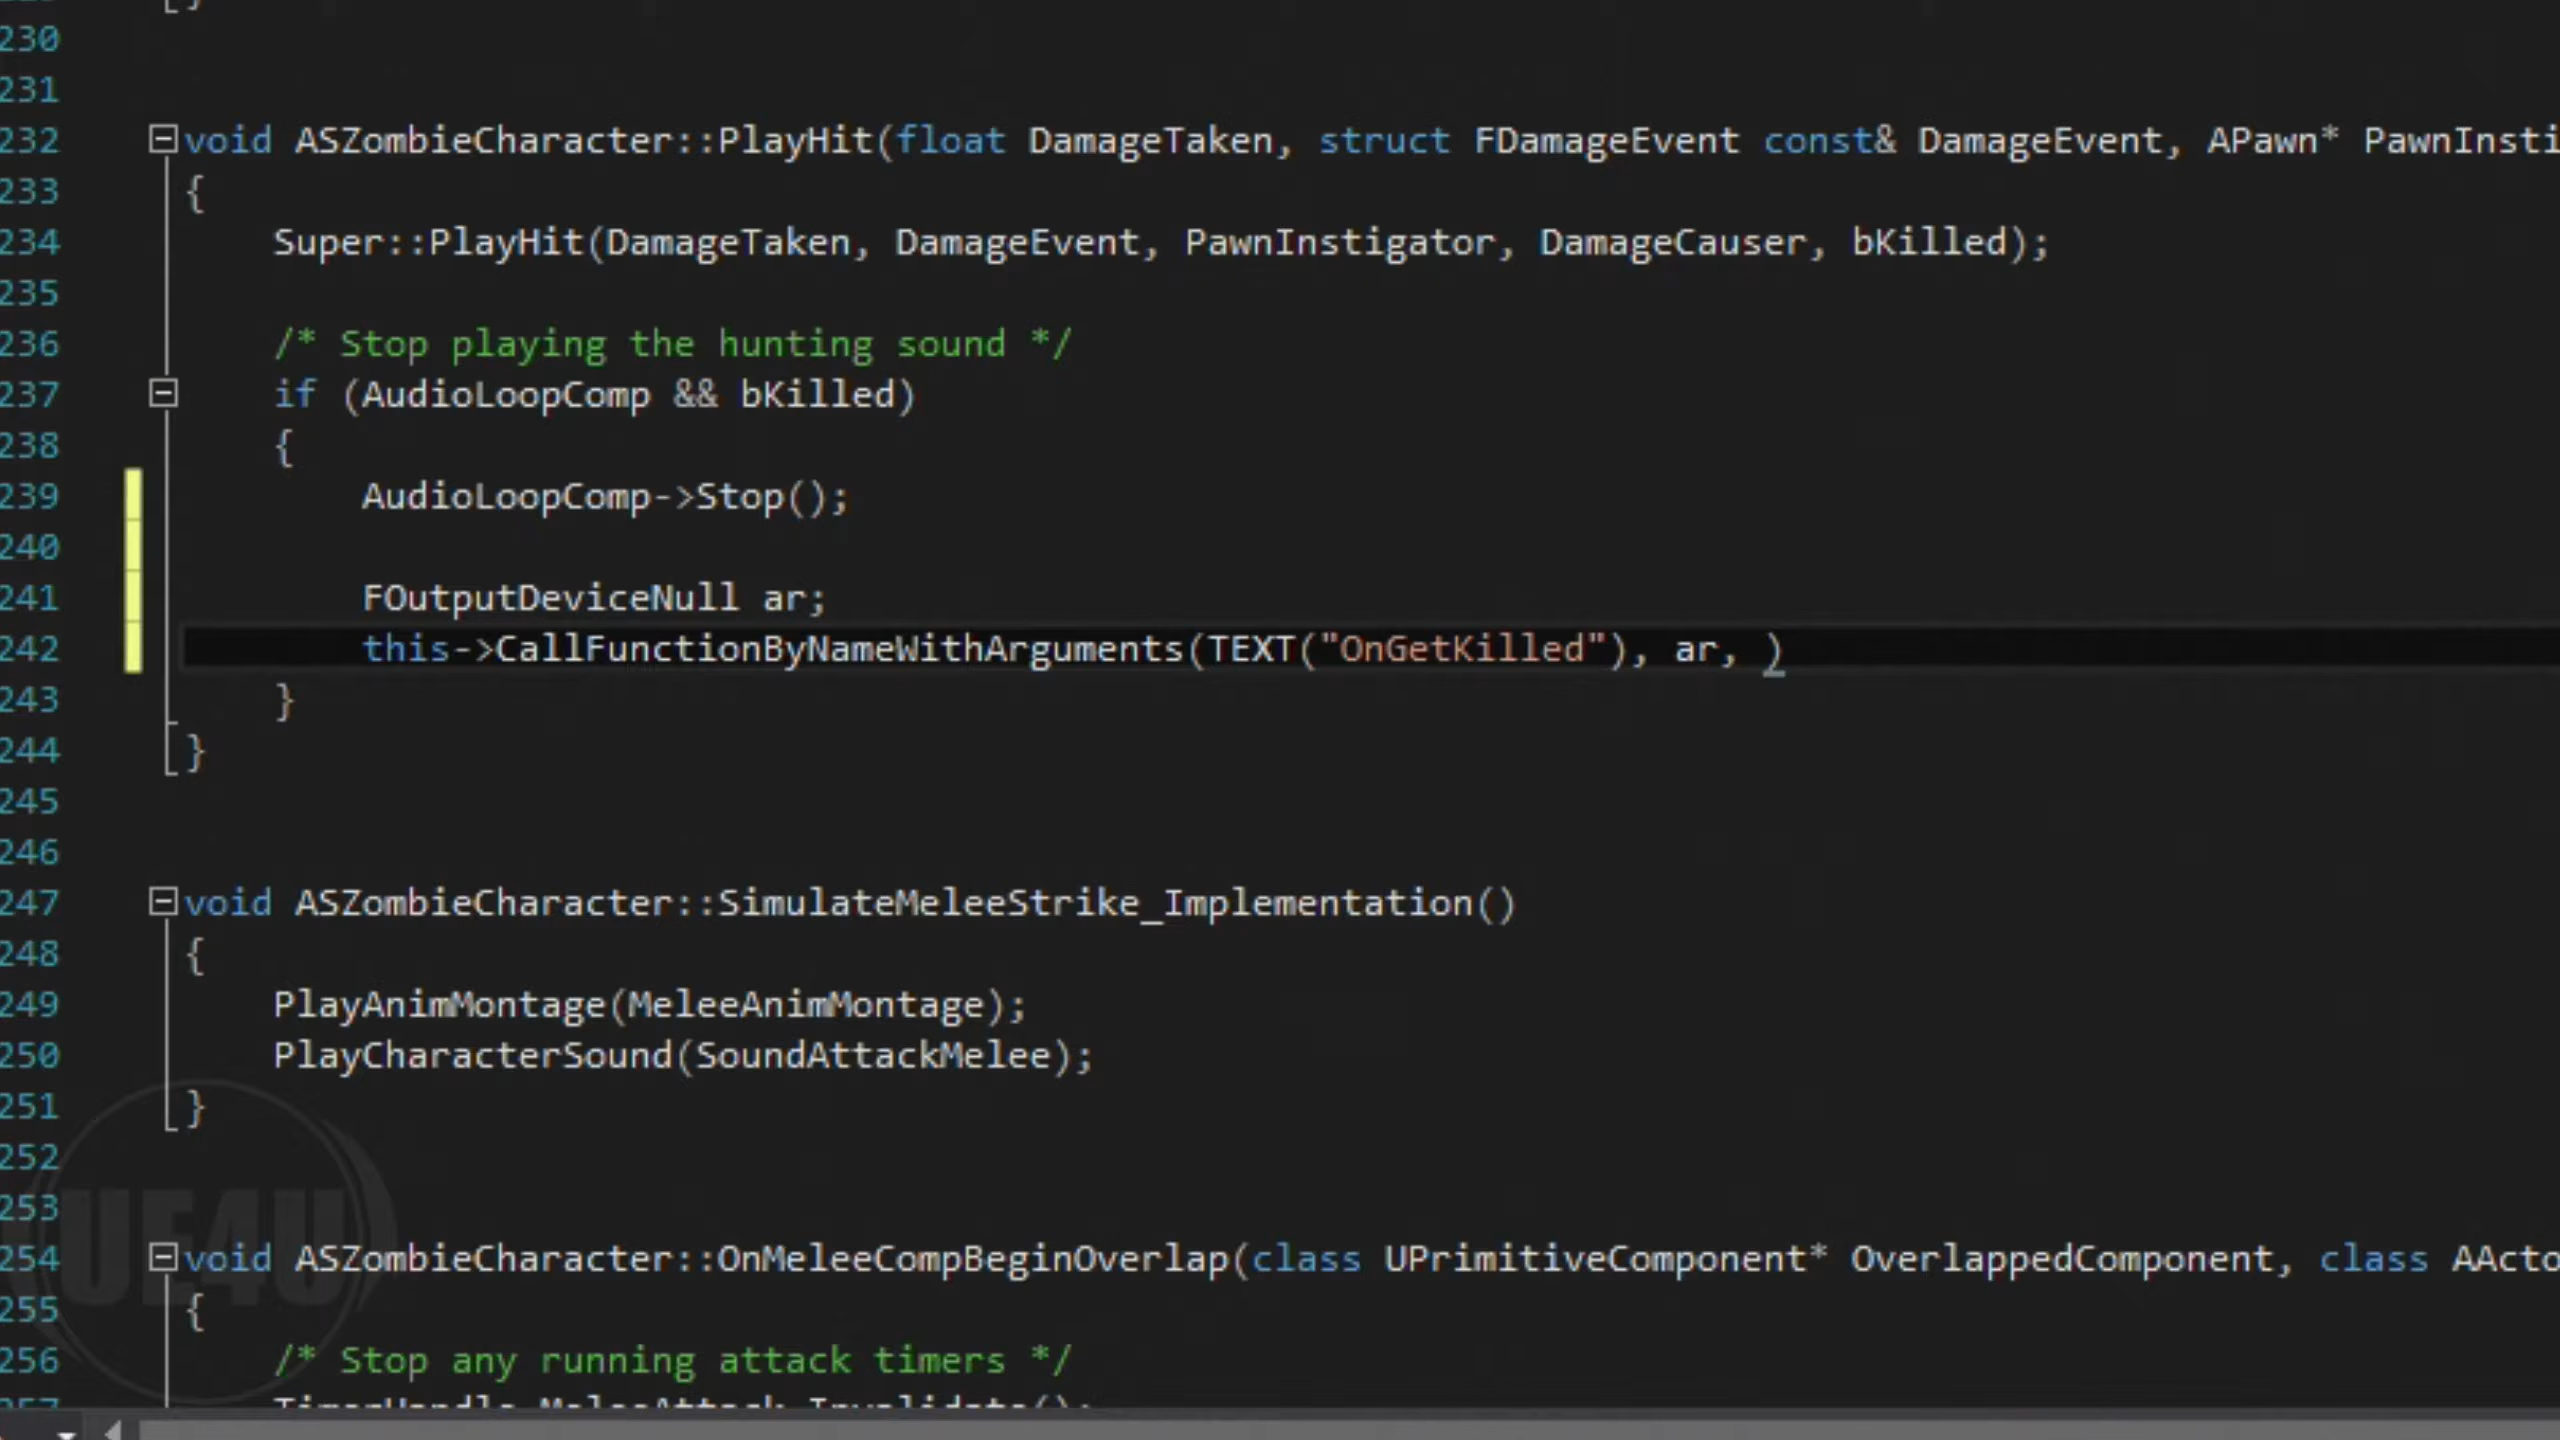 230
231
232 void ASZombieCharacter::PlayHit(float DamageTaken, struct FDamageEvent const& DamageEvent, APawn* PawnInsti
233 {
234 Super::PlayHit(DamageTaken, DamageEvent, PawnInstigator, DamageCauser, bKilled);
235
236 /* Stop playing the hunting sound */
237 if (AudioLoopComp && bKilled)
238 {
239 AudioLoopComp->Stop();
240
241 FOutputDeviceNull ar;
242 this->CallFunctionByNameWithArguments(TEXT("OnGetKilled"), ar, )
243 }
244 }
245
246
247 void ASZombieCharacter::SimulateMeleeStrike_Implementation()
248 {
249 PlayAnimMontage(MeleeAnimMontage);
250 PlayCharacterSound(SoundAttackMelee);
251 }
252
253
254 void ASZombieCharacter::OnMeleeCompBeginOverlap(class UPrimitiveComponent* OverlappedComponent, class AActo
255 {
256 /* Stop any running attack timers */
UE4U